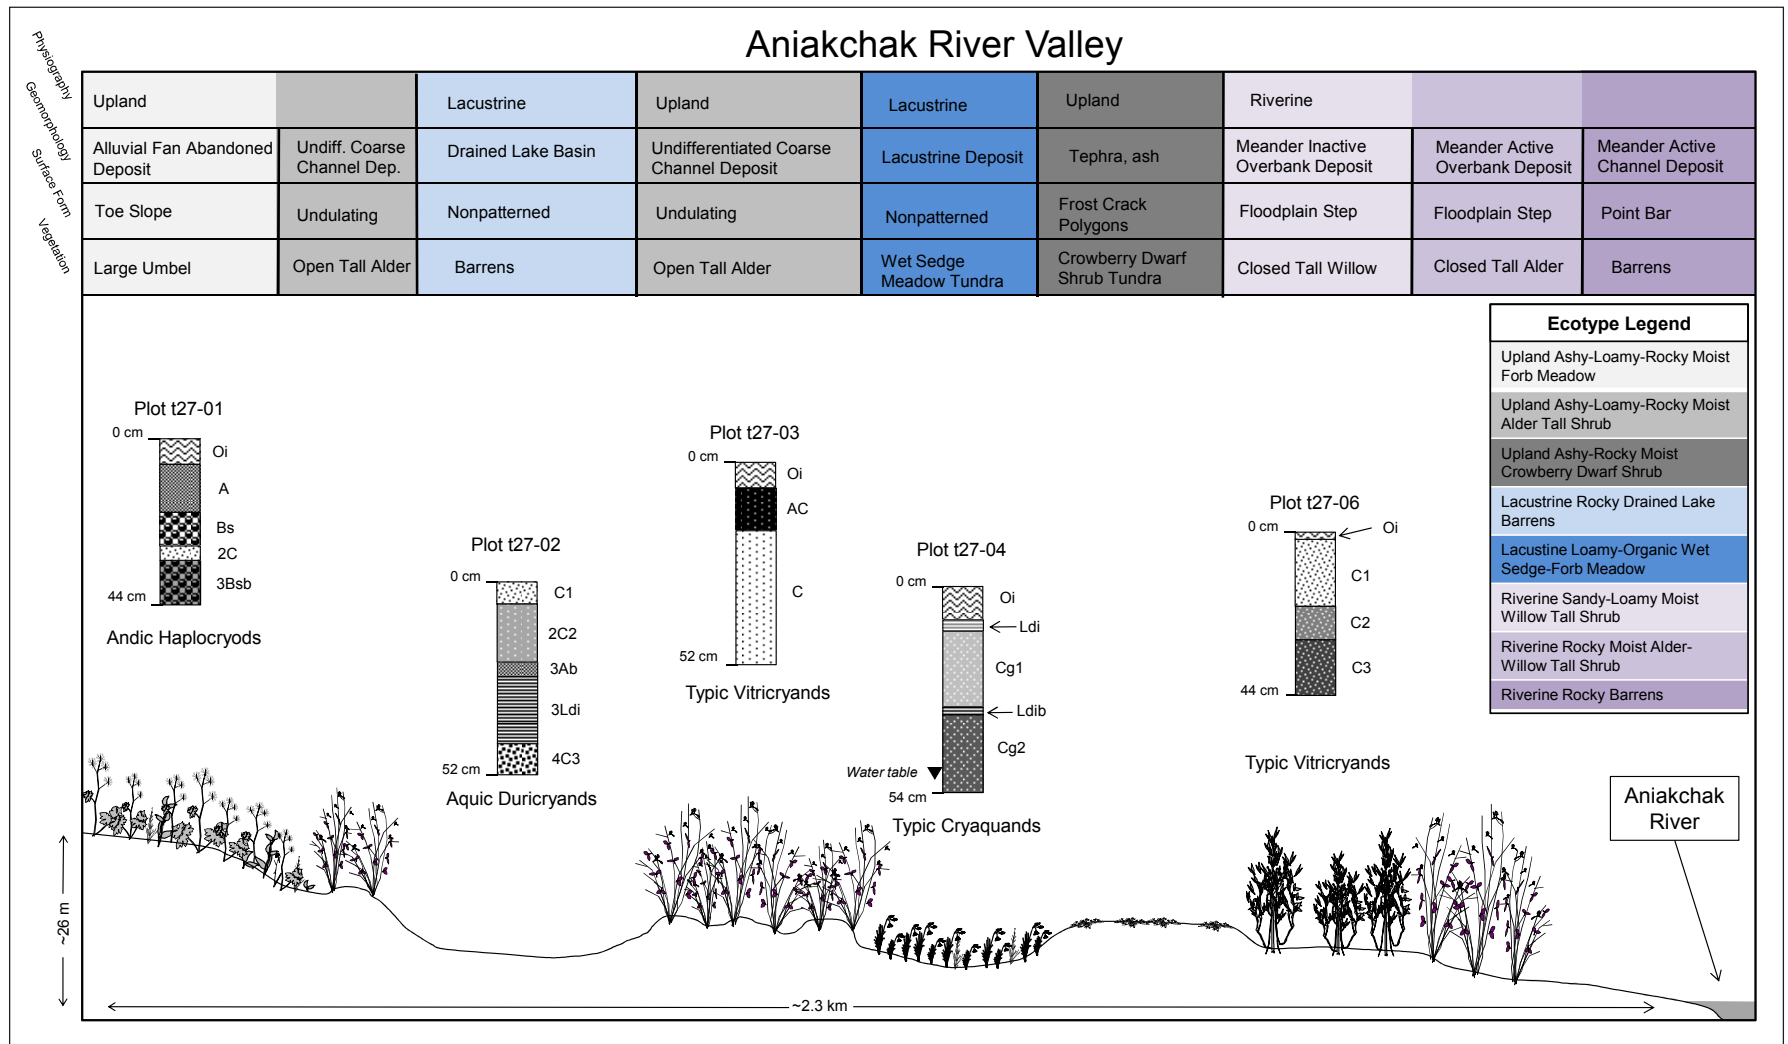 Aniakchak River Valley
Physiography
Upland
Lacustrine
Upland
Lacustrine
Upland
Riverine
Geomorphology
Alluvial Fan Abandoned
Deposit
Undiff. Coarse
Channel Dep.
Drained Lake Basin
Undifferentiated Coarse
Channel Deposit
Lacustrine Deposit
Tephra, ash
Meander Inactive
Overbank Deposit
Meander Active
Overbank Deposit
Meander Active
Channel Deposit
Surface Form
Toe Slope
Undulating
Nonpatterned
Undulating
Nonpatterned
Frost Crack
Polygons
Floodplain Step
Floodplain Step
Point Bar
Vegetation
Large Umbel
Open Tall Alder
Barrens
Open Tall Alder
Wet Sedge
Meadow Tundra
Crowberry Dwarf
Shrub Tundra
Closed Tall Willow
Closed Tall Alder
Barrens
Ecotype Legend
Upland Ashy-Loamy-Rocky Moist
Forb Meadow
Upland Ashy-Loamy-Rocky Moist
Alder Tall Shrub
Upland Ashy-Rocky Moist
Crowberry Dwarf Shrub
Lacustrine Rocky Drained Lake
Barrens
Lacustine Loamy-Organic Wet
Sedge-Forb Meadow
Riverine Sandy-Loamy Moist
Willow Tall Shrub
Riverine Rocky Moist Alder-
Willow Tall Shrub
Riverine Rocky Barrens
Plot t27-01
0 cm
Oi
A
Bs
2C
3Bsb
44 cm
Andic Haplocryods
Plot t27-02
0 cm
C1
2C2
3Ab
3Ldi
4C3
52 cm
Aquic Duricryands
Plot t27-03
0 cm
Oi
AC
C
52 cm
Typic Vitricryands
Plot t27-04
0 cm
Oi
Ldi
Cg1
Ldib
Cg2
Water table
54 cm
Typic Cryaquands
Plot t27-06
0 cm
Oi
C1
C2
C3
44 cm
Typic Vitricryands
Aniakchak
River
~26 m
~2.3 km